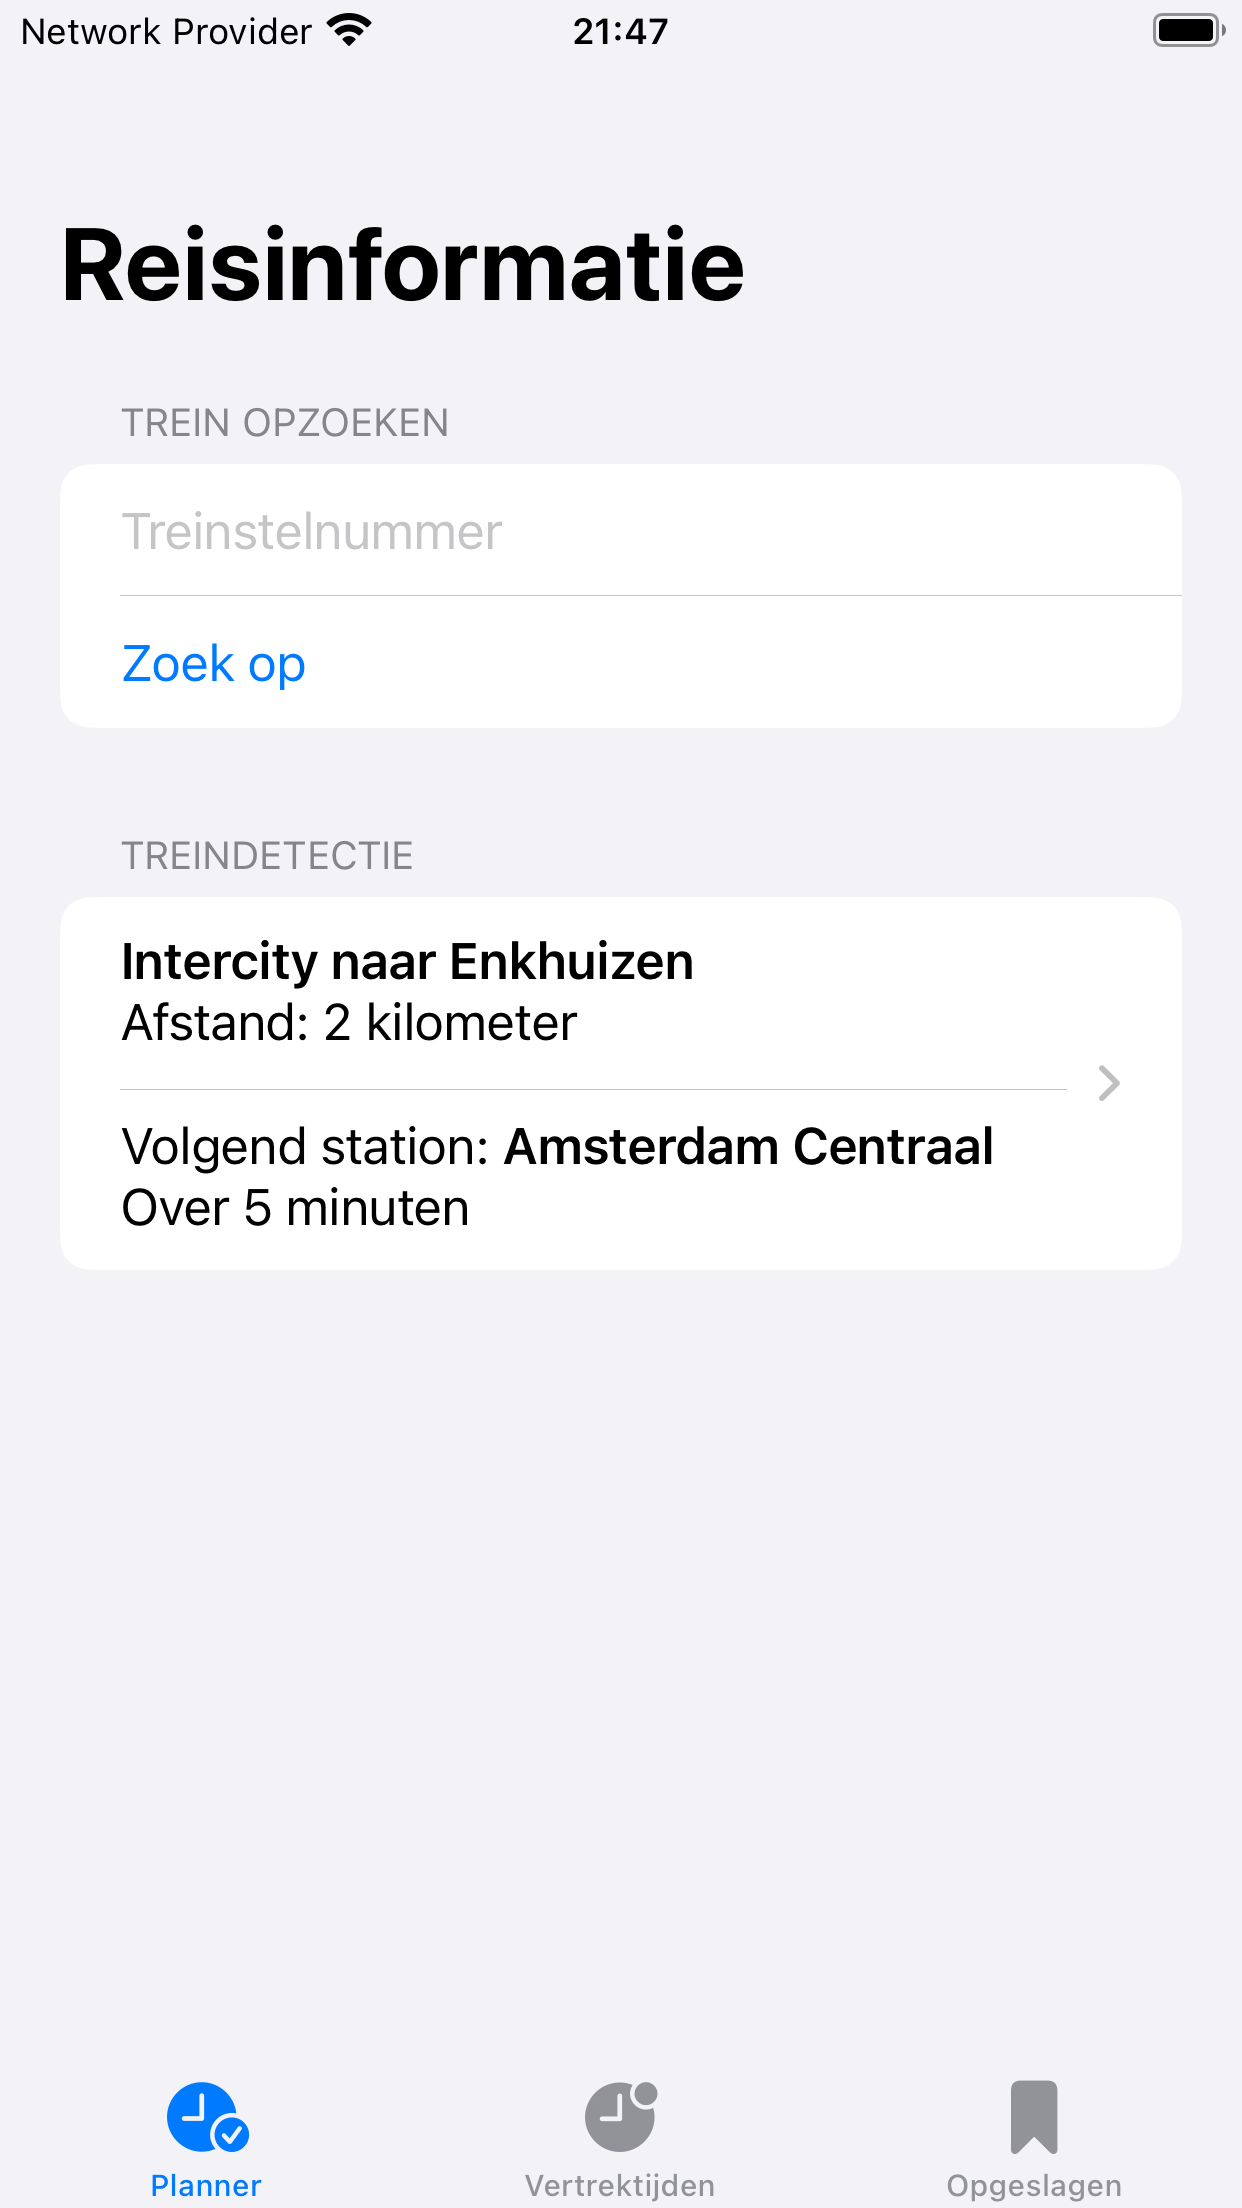 Network Provider 21:47
Reisinformatie
TREIN OPZOEKEN
Treinstelnummer
Zoek op
TREINDETECTIE
Intercity naar Enkhuizen
Afstand: 2 kilometer
Volgend station: Amsterdam Centraal
Over 5 minuten
Planner Vertrektijden Opgeslagen